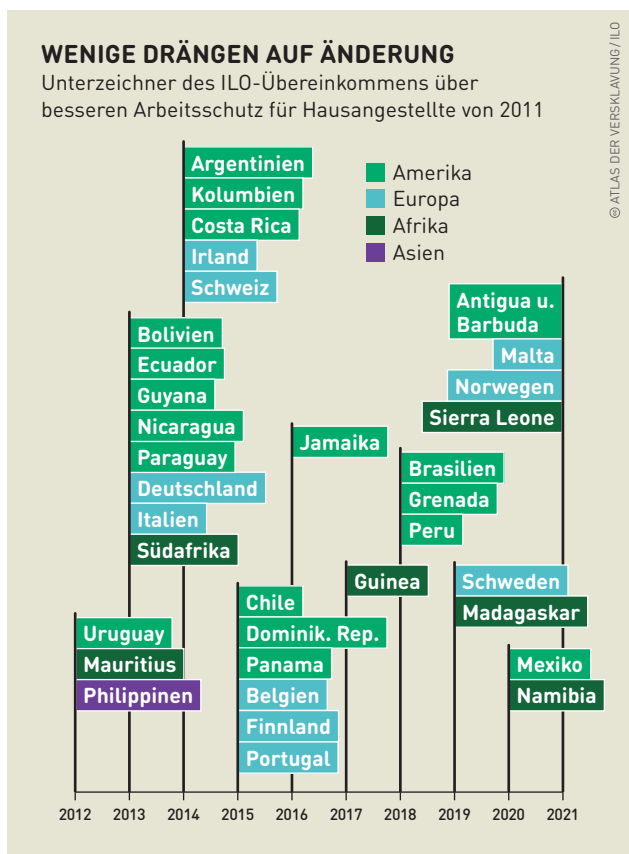 WENIGE DRÄNGEN AUF ÄNDERUNG
Unterzeichner des ILO-Übereinkommens über
besseren Arbeitsschutz für Hausangestellte von 2011
ATLAS DER VERSKLAVUNG / ILO
Amerika
Europa
Afrika
Asien
Argentinien
Kolumbien
Costa Rica
Irland
Schweiz
Bolivien
Ecuador
Guyana
Nicaragua
Paraguay
Deutschland
Italien
Südafrika
Uruguay
Mauritius
Philippinen
Chile
Dominik. Rep.
Panama
Belgien
Finnland
Portugal
Jamaika
Guinea
Brasilien
Grenada
Peru
Schweden
Madagaskar
Mexiko
Namibia
Antigua u.
Barbuda
Malta
Norwegen
Sierra Leone
2012 2013 2014 2015 2016 2017 2018 2019 2020 2021